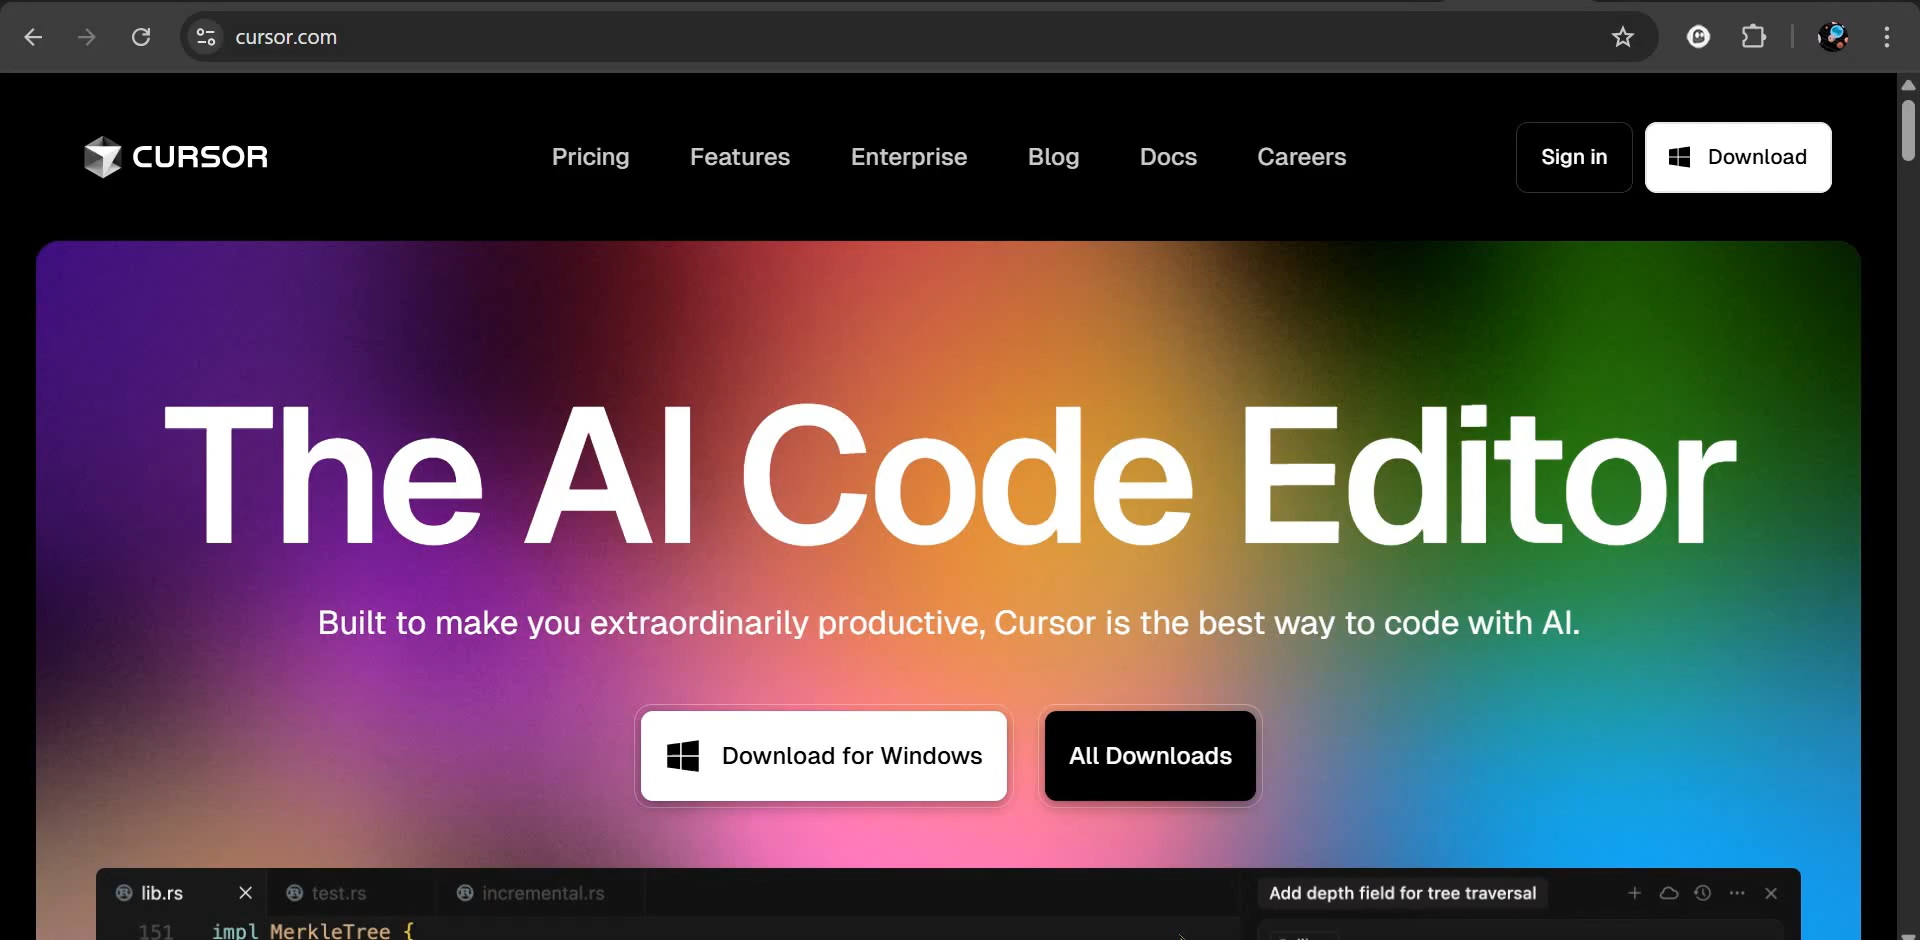 cursor.com
CURSOR
Pricing Features Enterprise Blog Docs Careers
Sign in
Download
The AI Code Editor
Built to make you extraordinarily productive, Cursor is the best way to code with AI.
Download for Windows
All Downloads
lib.rs test.rs incremental.rs
Add depth field for tree traversal
151 impl MerkleTree {